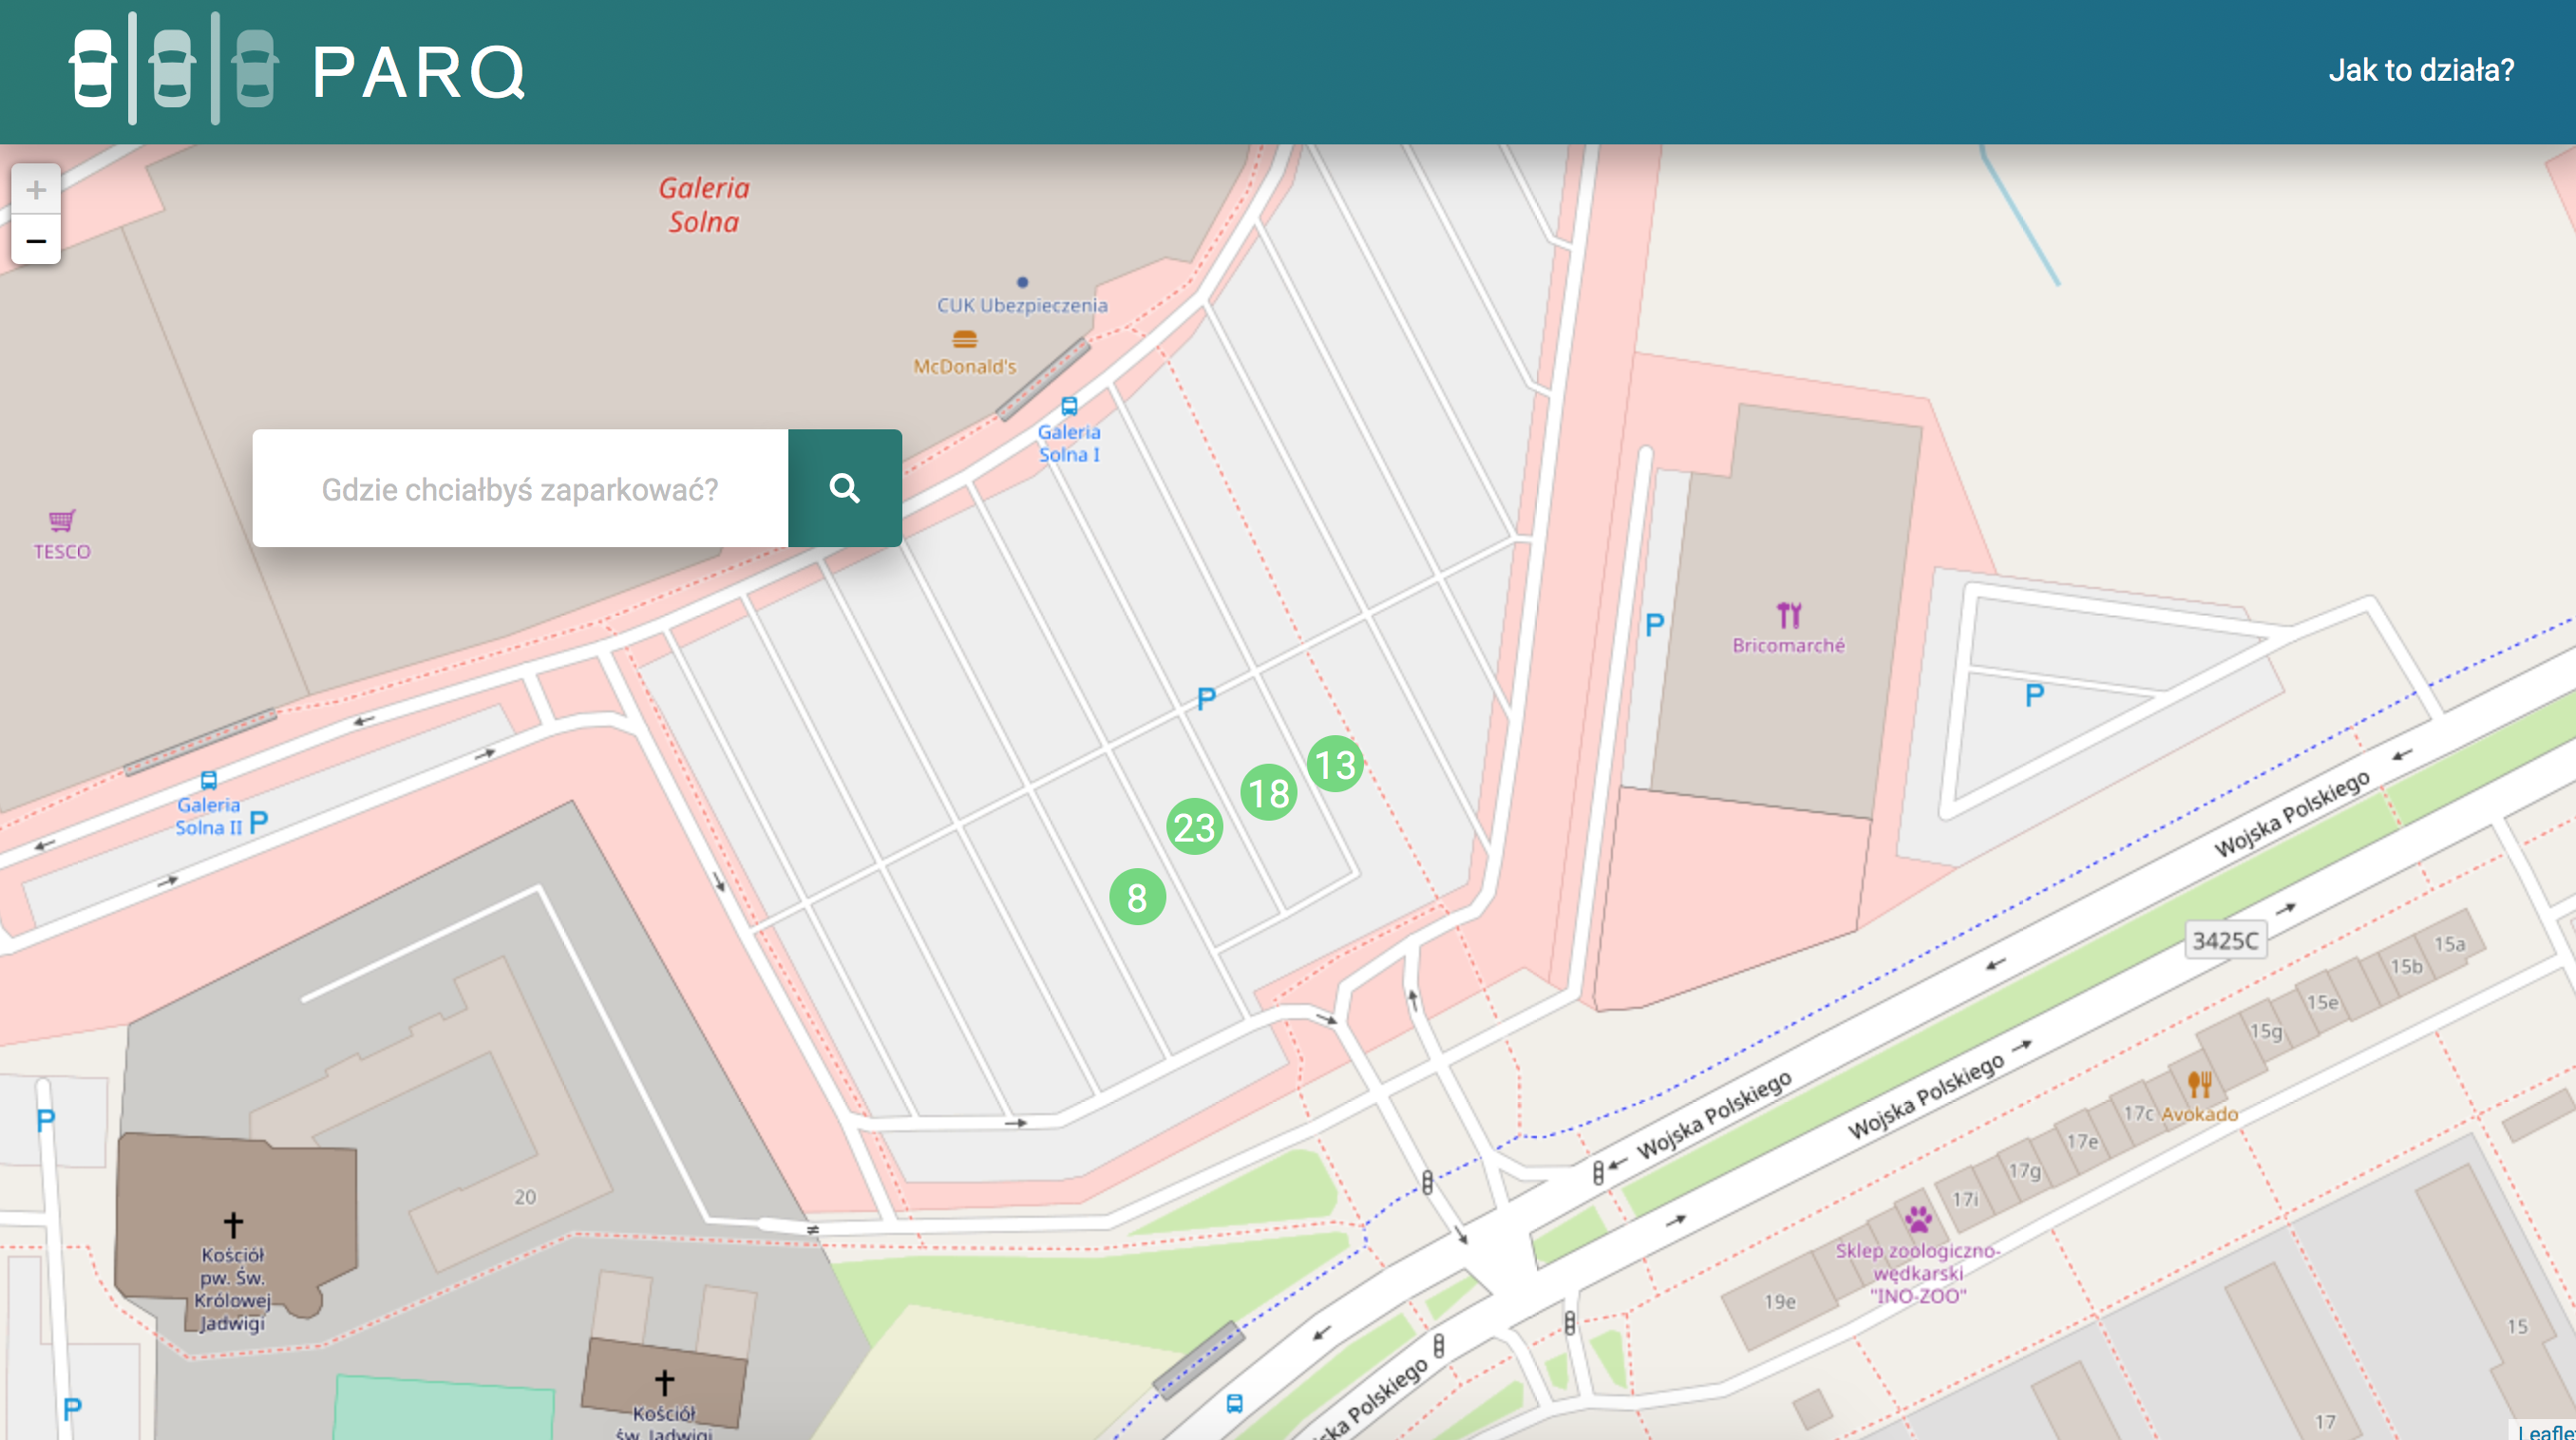 PARQ
Jak to działa?
+
−
Galeria
Solna
CUK Ubezpieczenia
McDonald's
Galeria
Solna I
Gdzie chciałbyś zaparkować?
TESCO
P
Bricomarché
P
P
13
18
23
8
Galeria
Solna II
P
Wojska Polskiego
3425C
15a
15b
15e
15g
Avokado
17c
17e
17g
17i
Wojska Polskiego
Wojska Polskiego
P
20
Kościół
pw. Św.
Królowej
Jadwigi
Sklep zoologiczno-
wędkarski
"INO-ZOO"
19e
15
17
P
Kościół
św. Jadwigi
ska Polskiego
Leafle